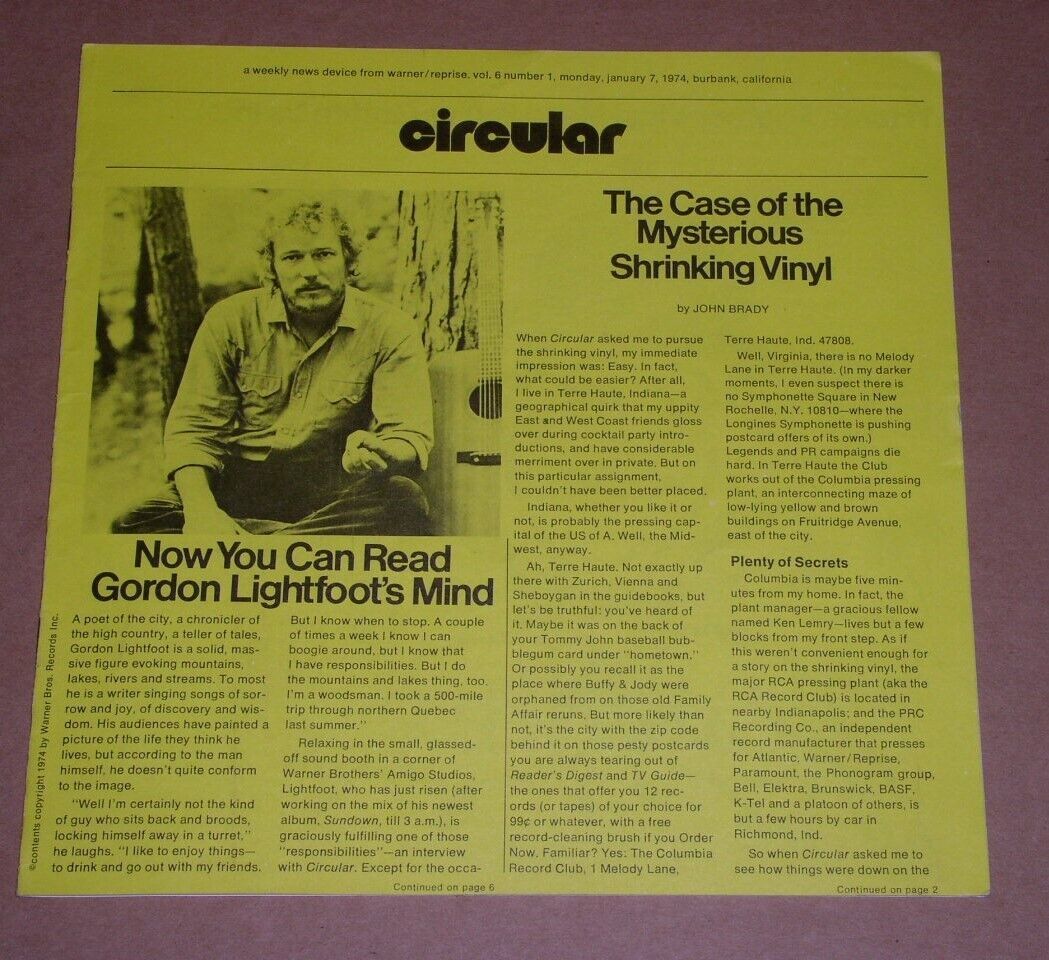 a weekly news device from warner/reprise. vol. 6 number 1, monday, january 7, 1974, burbank, california
circular
Now You Can Read
Gordon Lightfoot's Mind
A poet of the city, a chronicler of
the high country, a teller of tales,
Gordon Lightfoot is a solid, mas-
sive figure evoking mountains,
lakes, rivers and streams. To most
he is a writer singing songs of sor-
row and joy, of discovery and wis-
dom. His audiences have painted a
picture of the life they think he
lives, but according to the man
himself, he doesn't quite conform
to the image.
"Well I'm certainly not the kind
of guy who sits back and broods,
locking himself away in a turret,"
he laughs. "I like to enjoy things—
to drink and go out with my friends.
But I know when to stop. A couple
of times a week I know I can
boogie around, but I know that
I have responsibilities. But I do
the mountains and lakes thing, too.
I'm a woodsman. I took a 500-mile
trip through northern Quebec
last summer."
Relaxing in the small, glassed-
off sound booth in a corner of
Warner Brothers' Amigo Studios,
Lightfoot, who has just risen (after
working on the mix of his newest
album, Sundown, till 3 a.m.), is
graciously fulfilling one of those
"responsibilities"—an interview
with Circular. Except for the occa-
Continued on page 6
©contents copyright 1974 by Warner Bros. Records Inc.
The Case of the
Mysterious
Shrinking Vinyl
by JOHN BRADY
When Circular asked me to pursue
the shrinking vinyl, my immediate
impression was: Easy. In fact,
what could be easier? After all,
I live in Terre Haute, Indiana—a
geographical quirk that my uppity
East and West Coast friends gloss
over during cocktail party intro-
ductions, and have considerable
merriment over in private. But on
this particular assignment,
I couldn't have been better placed.
Indiana, whether you like it or
not, is probably the pressing cap-
ital of the US of A. Well, the Mid-
west, anyway.
Ah, Terre Haute. Not exactly up
there with Zurich, Vienna and
Sheboygan in the guidebooks, but
let's be truthful: you've heard of
it. Maybe it was on the back of
your Tommy John baseball bub-
blegum card under "hometown."
Or possibly you recall it as the
place where Buffy & Jody were
orphaned from on those old Family
Affair reruns. But more likely than
not, it's the city with the zip code
behind it on those pesty postcards
you are always tearing out of
Reader's Digest and TV Guide—
the ones that offer you 12 rec-
ords (or tapes) of your choice for
99¢ or whatever, with a free
record-cleaning brush if you Order
Now. Familiar? Yes: The Columbia
Record Club, 1 Melody Lane,
Terre Haute, Ind. 47808.
Well, Virginia, there is no Melody
Lane in Terre Haute. (In my darker
moments, I even suspect there is
no Symphonette Square in New
Rochelle, N.Y. 10810—where the
Longines Symphonette is pushing
postcard offers of its own.)
Legends and PR campaigns die
hard. In Terre Haute the Club
works out of the Columbia pressing
plant, an interconnecting maze of
low-lying yellow and brown
buildings on Fruitridge Avenue,
east of the city.
Plenty of Secrets
Columbia is maybe five min-
utes from my home. In fact, the
plant manager—a gracious fellow
named Ken Lemry—lives but a few
blocks from my front step. As if
this weren't convenient enough for
a story on the shrinking vinyl, the
major RCA pressing plant (aka the
RCA Record Club) is located in
nearby Indianapolis; and the PRC
Recording Co., an independent
record manufacturer that presses
for Atlantic, Warner/Reprise,
Paramount, the Phonogram group,
Bell, Elektra, Brunswick, BASF,
K-Tel and a platoon of others, is
but a few hours by car in
Richmond, Ind.
So when Circular asked me to
see how things were down on the
Continued on page 2